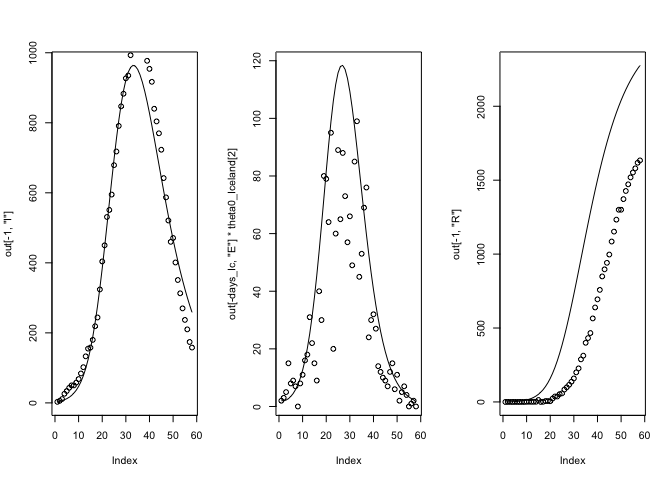 out[-1, "I"]
0
200
400
600
800
1000
0 10 20 30 40 50 60
Index
out[-days_Ic, "E"] * theta0_Iceland[2]
0
20
40
60
80
100
120
0 10 20 30 40 50 60
Index
out[-1, "R"]
0
500
1000
1500
2000
0 10 20 30 40 50 60
Index